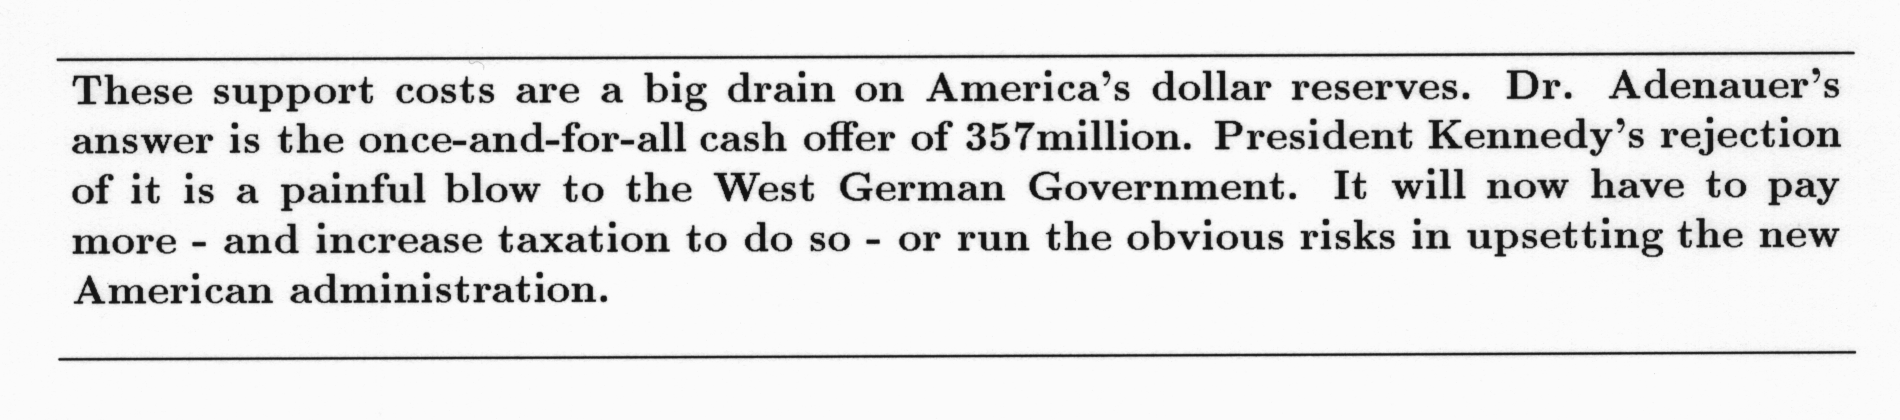 These support costs are a big drain on America's dollar reserves. Dr. Adenauer's
answer is the once-and-for-all cash offer of 357million. President Kennedy's rejection
of it is a painful blow to the West German Government. It will now have to pay
more - and increase taxation to do so - or run the obvious risks in upsetting the new
American administration.